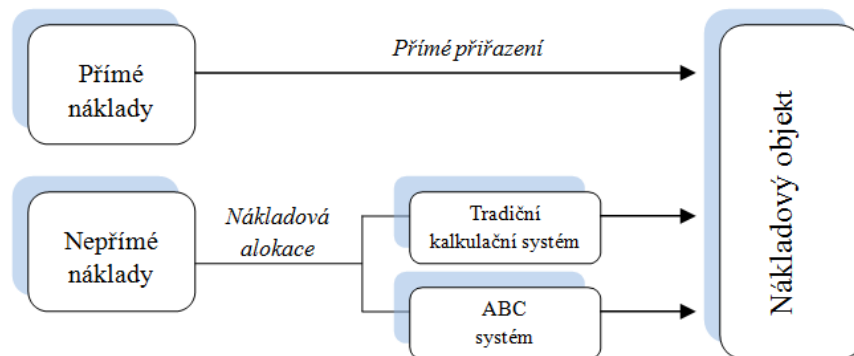 Přímé přiřazení
Přímé
náklady
Nákladový objekt
Nákladová
alokace
Nepřímé
náklady
Tradiční
kalkulační systém
ABC
systém